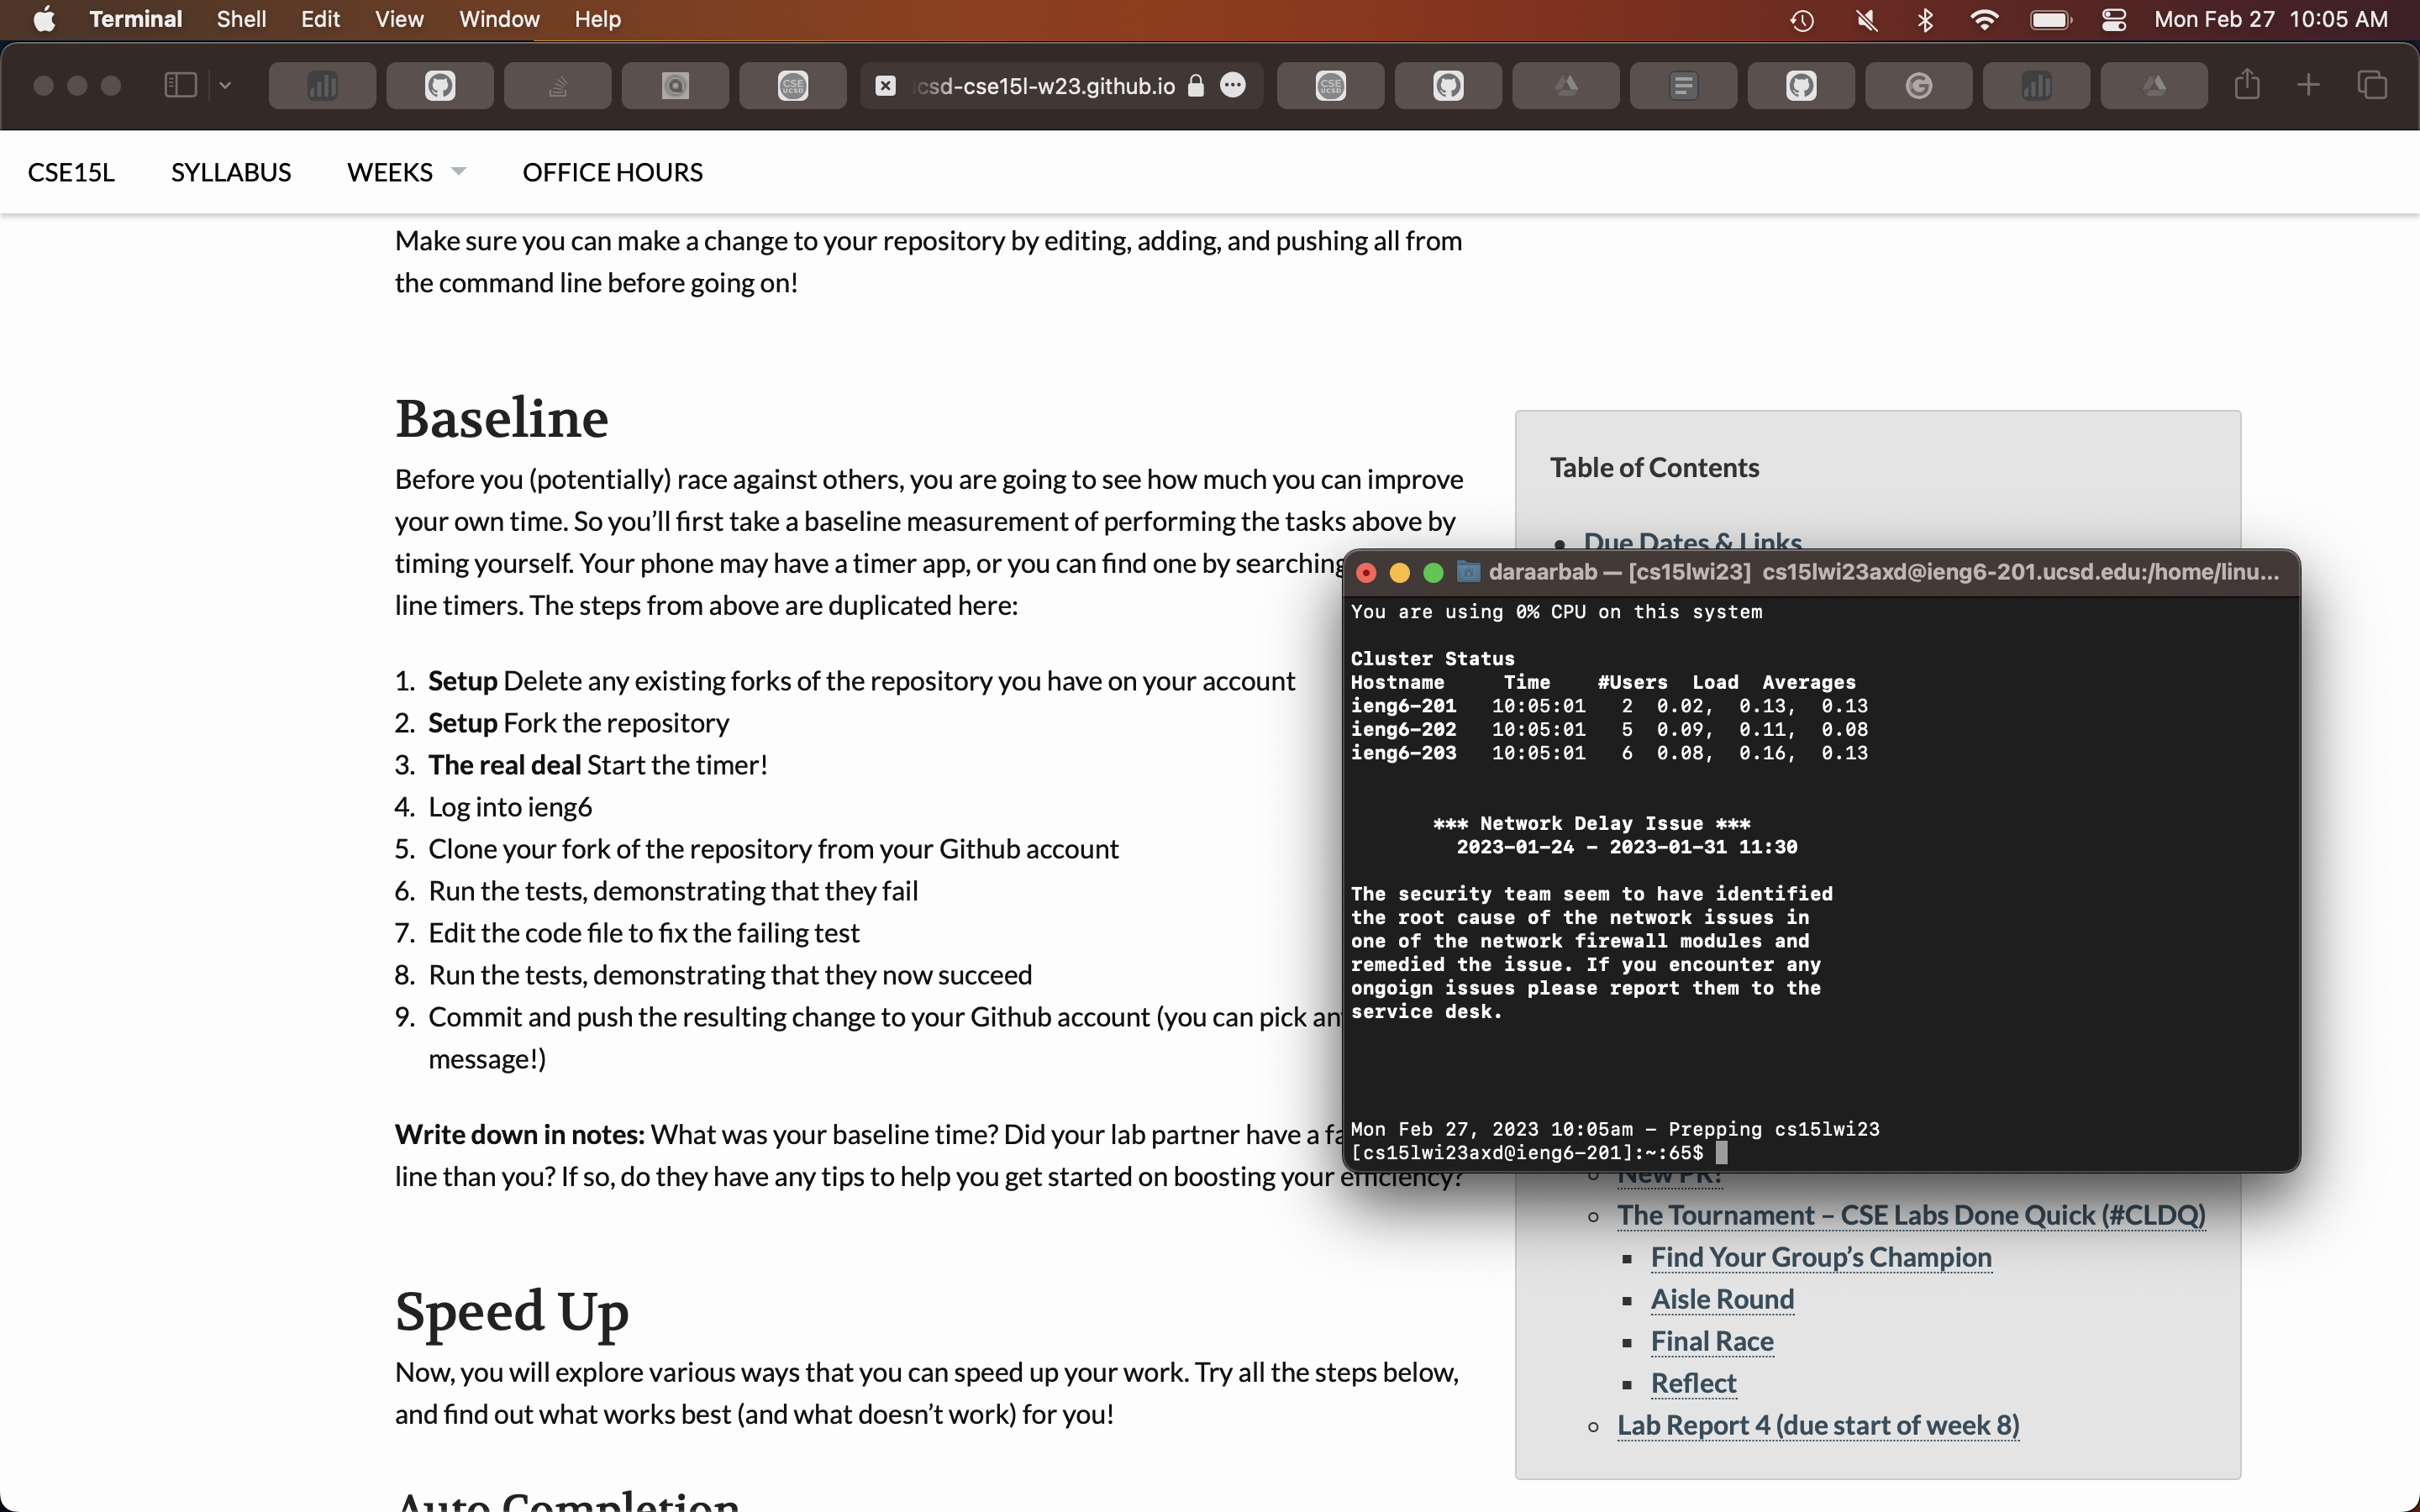 Terminal Shell Edit View Window Help Mon Feb 27 10:05 AM
csd-cse15l-w23.github.io
CSE15L SYLLABUS WEEKS OFFICE HOURS
Make sure you can make a change to your repository by editing, adding, and pushing all from
the command line before going on!
Baseline
Before you (potentially) race against others, you are going to see how much you can improve
your own time. So you’ll first take a baseline measurement of performing the tasks above by
timing yourself. Your phone may have a timer app, or you can find one by searching
line timers. The steps from above are duplicated here:
1. Setup Delete any existing forks of the repository you have on your account
2. Setup Fork the repository
3. The real deal Start the timer!
4. Log into ieng6
5. Clone your fork of the repository from your Github account
6. Run the tests, demonstrating that they fail
7. Edit the code file to fix the failing test
8. Run the tests, demonstrating that they now succeed
9. Commit and push the resulting change to your Github account (you can pick
message!)
Write down in notes: What was your baseline time? Did your lab partner have a
line than you? If so, do they have any tips to help you get started on boosting your efficiency?
Speed Up
Now, you will explore various ways that you can speed up your work. Try all the steps below,
and find out what works best (and what doesn’t work) for you!
Auto Completion
Table of Contents
Due Dates & Links
daraarbab — [cs15lwi23] cs15lwi23axd@ieng6-201.ucsd.edu:/home/linu...
You are using 0% CPU on this system
Cluster Status
Hostname Time #Users Load Averages
ieng6-201 10:05:01 2 0.02, 0.13, 0.13
ieng6-202 10:05:01 5 0.09, 0.11, 0.08
ieng6-203 10:05:01 6 0.08, 0.16, 0.13
*** Network Delay Issue ***
2023-01-24 - 2023-01-31 11:30
The security team seem to have identified
the root cause of the network issues in
one of the network firewall modules and
remedied the issue. If you encounter any
ongoign issues please report them to the
service desk.
Mon Feb 27, 2023 10:05am - Prepping cs15lwi23
[cs15lwi23axd@ieng6-201]:~:65$
New PR!
The Tournament – CSE Labs Done Quick (#CLDQ)
Find Your Group’s Champion
Aisle Round
Final Race
Reflect
Lab Report 4 (due start of week 8)